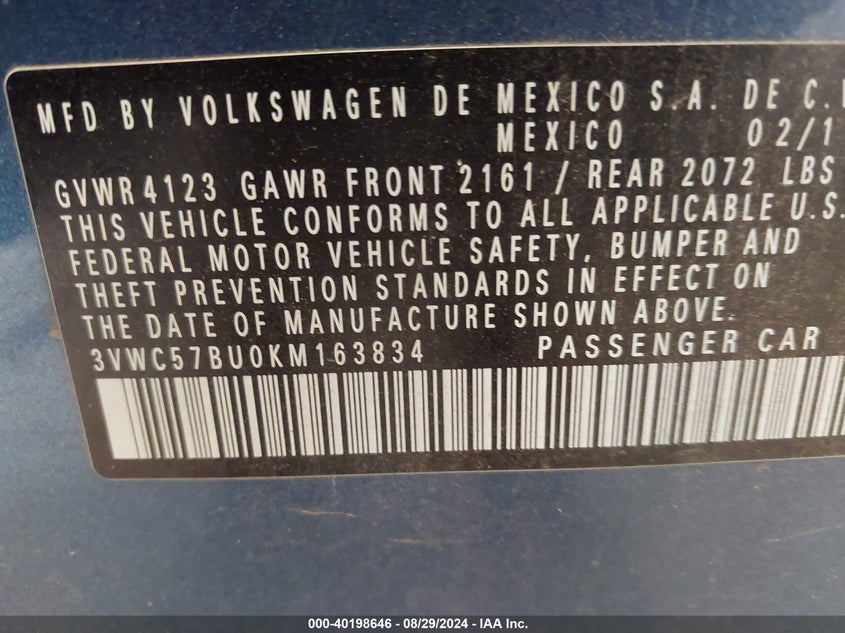 MFD BY VOLKSWAGEN DE MEXICO S.A. DE C.V
MEXICO 02/1
GVWR 4123 GAWR FRONT 2161 / REAR 2072 LBS
THIS VEHICLE CONFORMS TO ALL APPLICABLE U.S.
FEDERAL MOTOR VEHICLE SAFETY, BUMPER AND
THEFT PREVENTION STANDARDS IN EFFECT ON
THE DATE OF MANUFACTURE SHOWN ABOVE.
3VWC57BU0KM163834 PASSENGER CAR
000-40198646 - 08/29/2024 - IAA Inc.